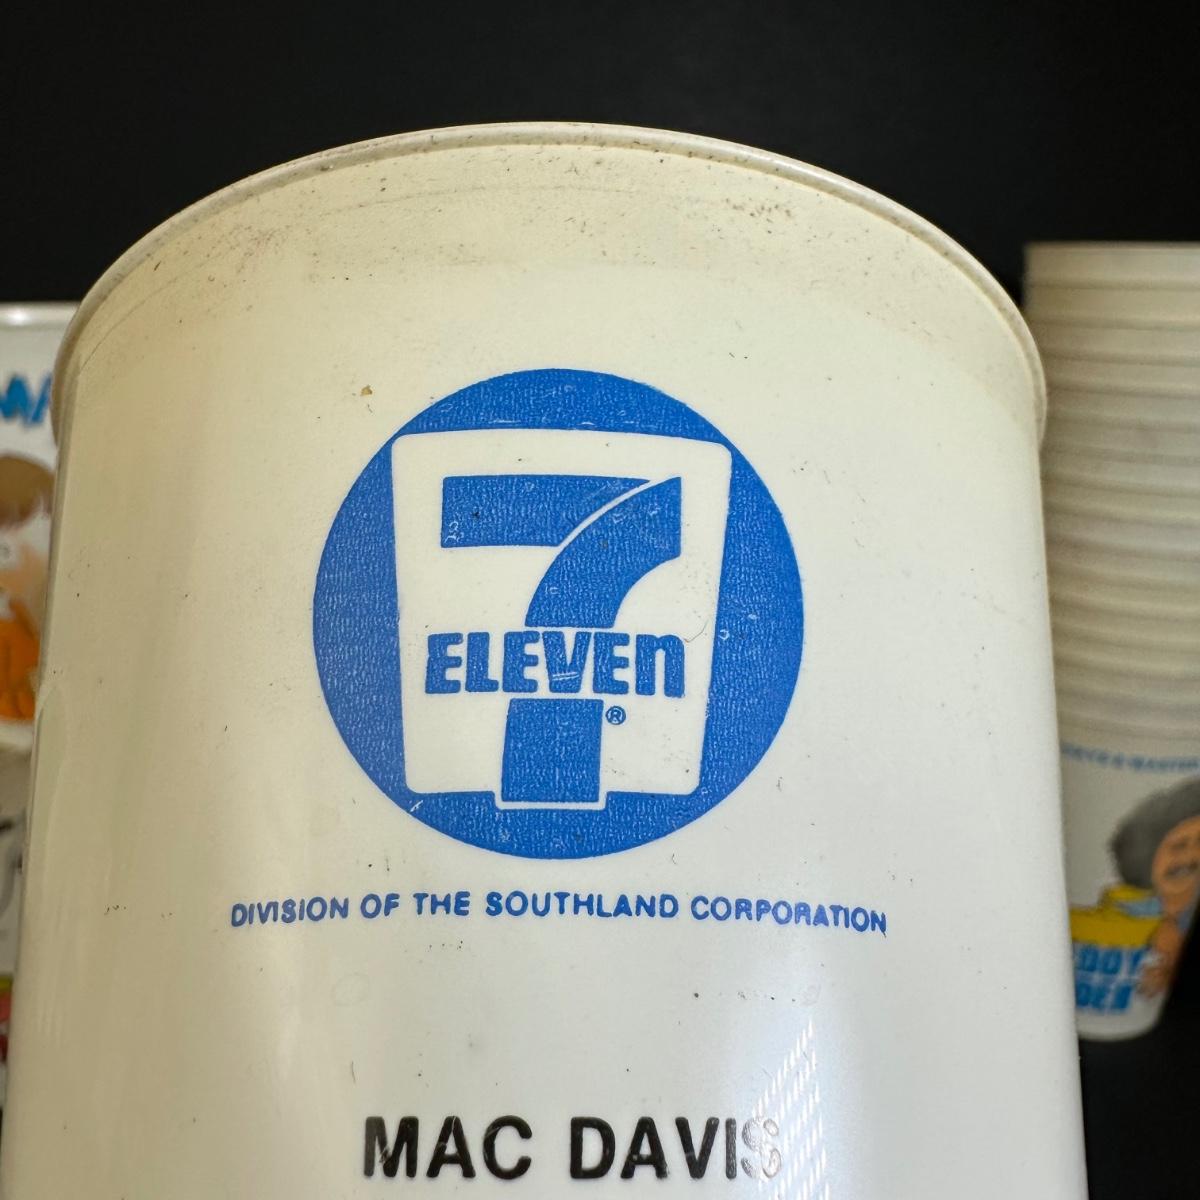 7
ELEVEn
®
DIVISION OF THE SOUTHLAND CORPORATION
MAC DAVIS